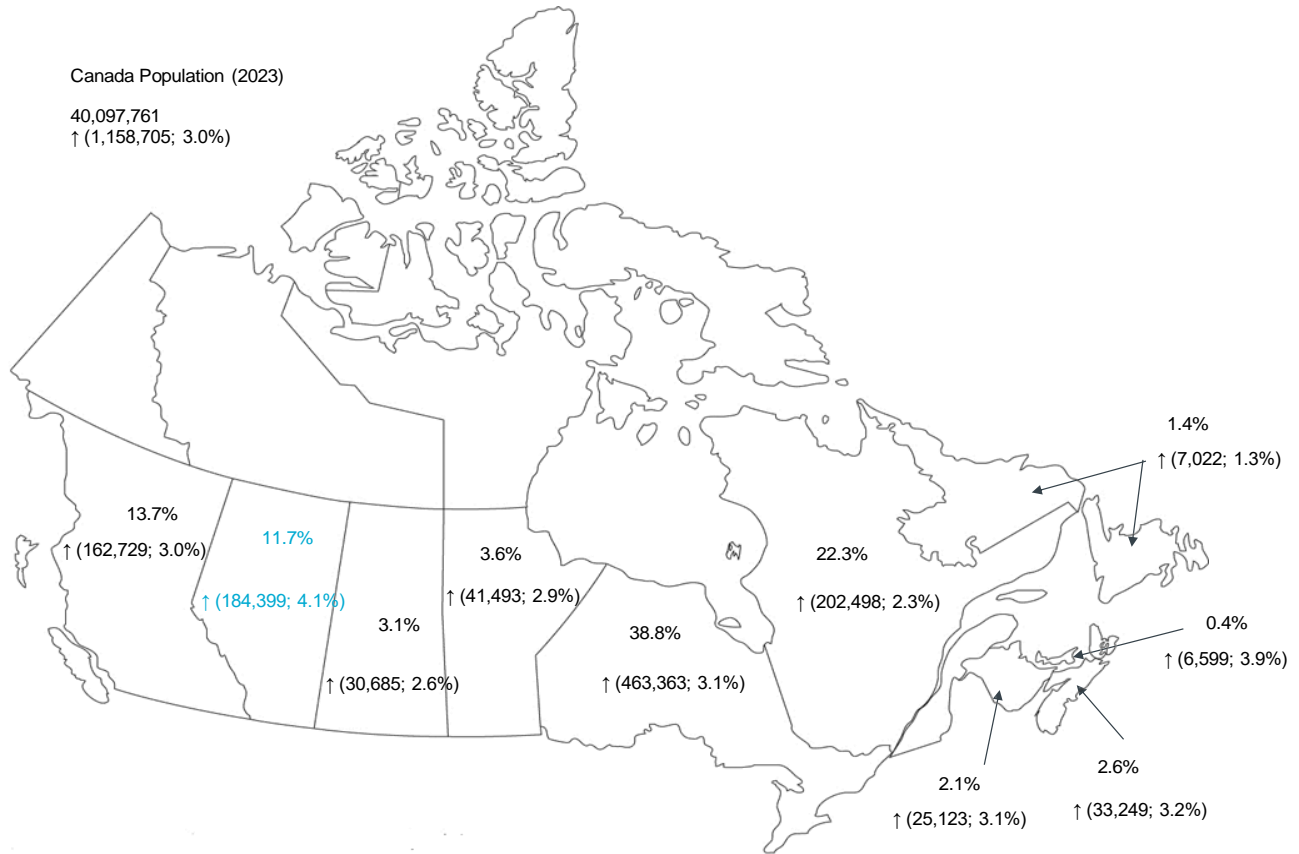 Canada Population (2023)
40,097,761
↑ (1,158,705; 3.0%)
1.4%
↑ (7,022; 1.3%)
13.7%
↑ (162,729; 3.0%)
11.7%
↑ (184,399; 4.1%)
3.1%
↑ (30,685; 2.6%)
3.6%
↑ (41,493; 2.9%)
38.8%
↑ (463,363; 3.1%)
22.3%
↑ (202,498; 2.3%)
0.4%
↑ (6,599; 3.9%)
2.1%
↑ (25,123; 3.1%)
2.6%
↑ (33,249; 3.2%)